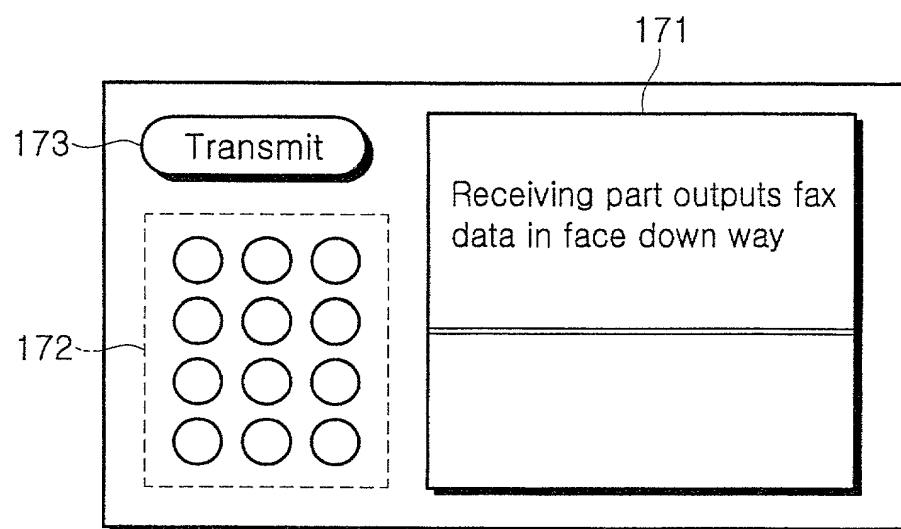 171
173
Transmit
Receiving part outputs fax
data in face down way
172